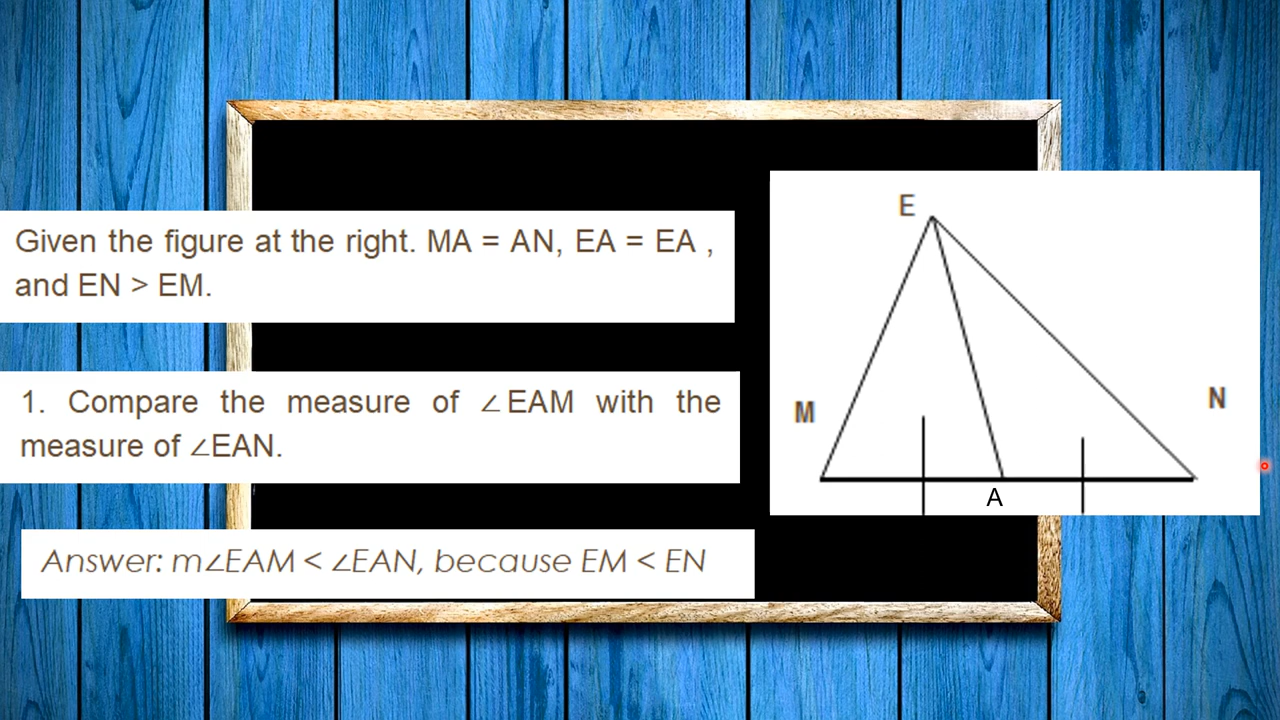 Given the figure at the right. MA = AN, EA = EA ,
and EN > EM.
1. Compare the measure of ∠EAM with the
measure of ∠EAN.
Answer: m∠EAM < ∠EAN, because EM < EN
E
M
N
A